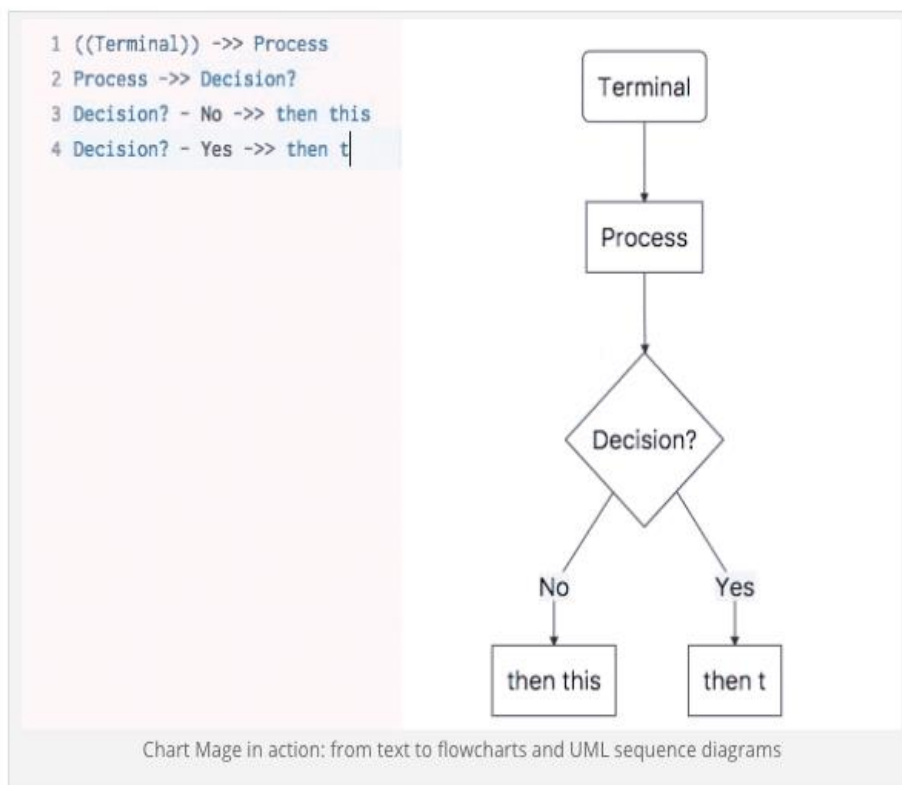 1 ((Terminal)) ->> Process
2 Process ->> Decision?
3 Decision? - No ->> then this
4 Decision? - Yes ->> then t
Terminal
Process
Decision?
No
Yes
then this
then t
Chart Mage in action: from text to flowcharts and UML sequence diagrams